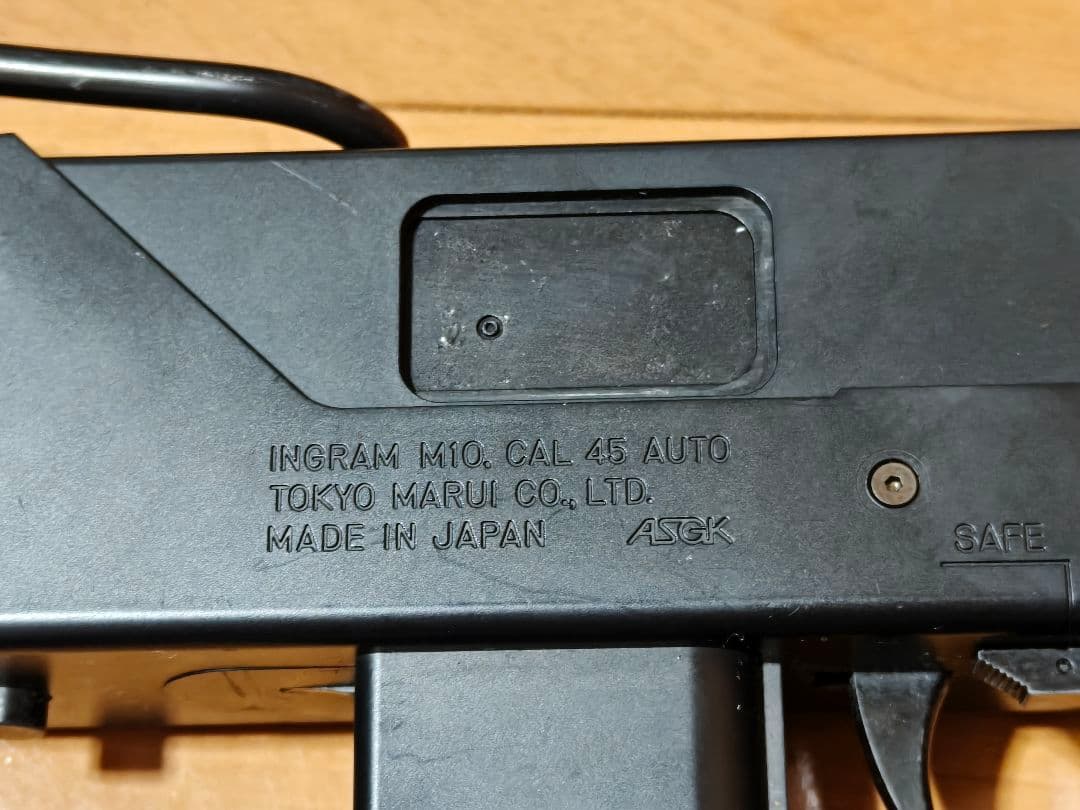 INGRAM M10. CAL 45 AUTO
TOKYO MARUI CO., LTD.
MADE IN JAPAN ASGK
SAFE